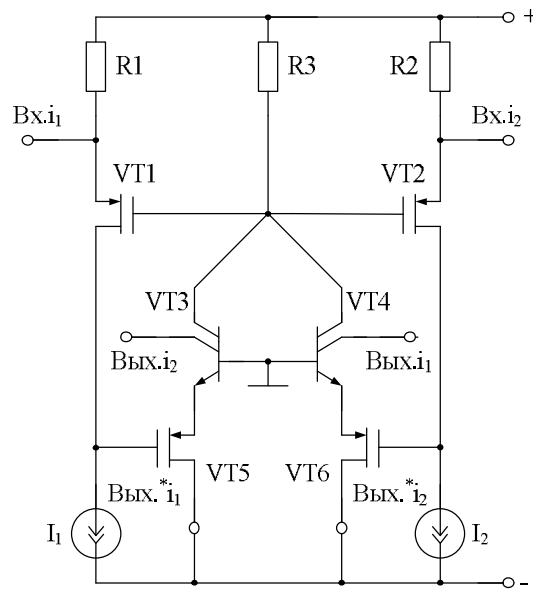 +
R1 R3 R2
Вх.i₁ Вх.i₂
VT1 VT2
VT3 VT4
Вых.i₂ Вых.i₁
VT5 VT6
Вых.*i₁ Вых.*i₂
I₁ I₂
-